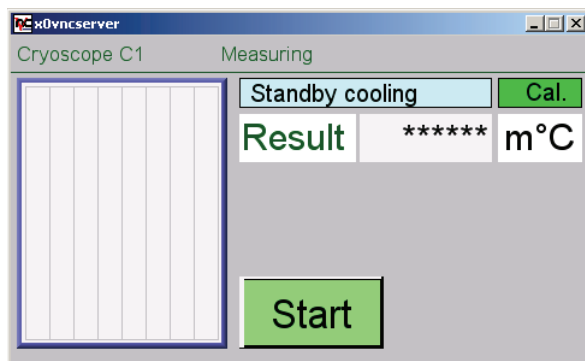 x0vncserver
Cryoscope C1 Measuring
Standby cooling Cal.
Result ****** m°C
Start